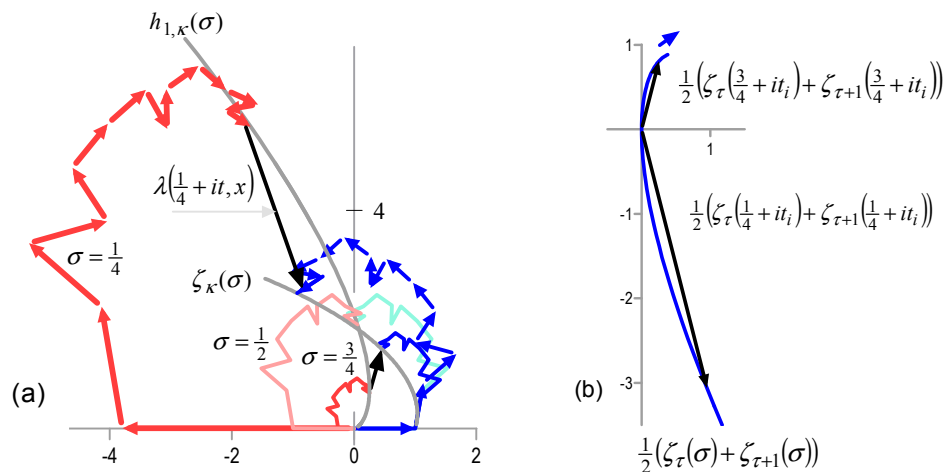 h_{1,κ}(σ)
λ(1/4 + it, x)
4
σ = 1/4
ζ_κ(σ)
σ = 1/2
σ = 3/4
(a)
-4
-2
0
2
1
1/2(ζ_τ(3/4 + it_i) + ζ_{τ+1}(3/4 + it_i))
1
-1
1/2(ζ_τ(1/4 + it_i) + ζ_{τ+1}(1/4 + it_i))
-2
-3
(b)
1/2(ζ_τ(σ) + ζ_{τ+1}(σ))